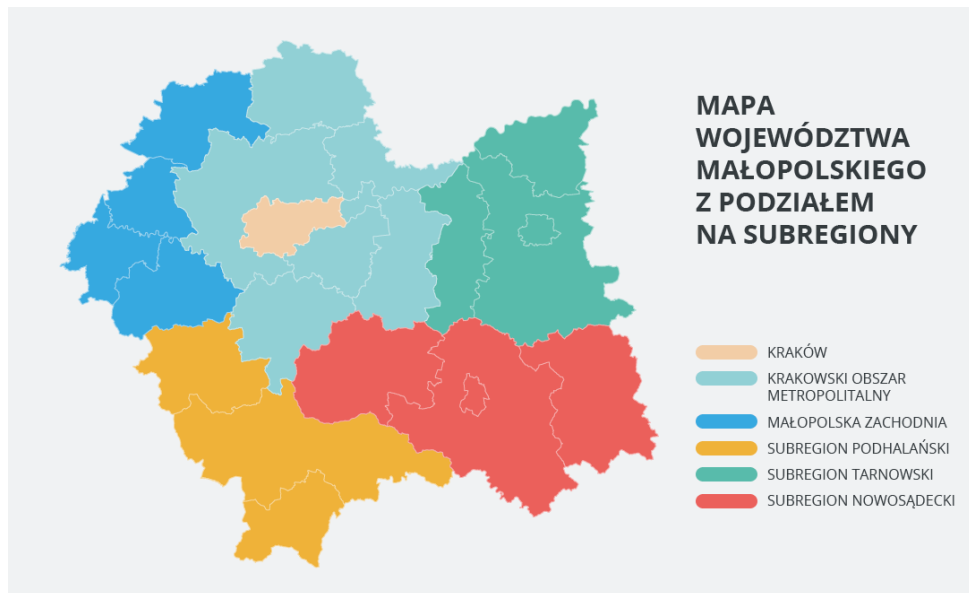 MAPA
WOJEWÓDZTWA
MAŁOPOLSKIEGO
Z PODZIAŁEM
NA SUBREGIONY
KRAKÓW
KRAKOWSKI OBSZAR
METROPOLITALNY
MAŁOPOLSKA ZACHODNIA
SUBREGION PODHALAŃSKI
SUBREGION TARNOWSKI
SUBREGION NOWOSĄDECKI